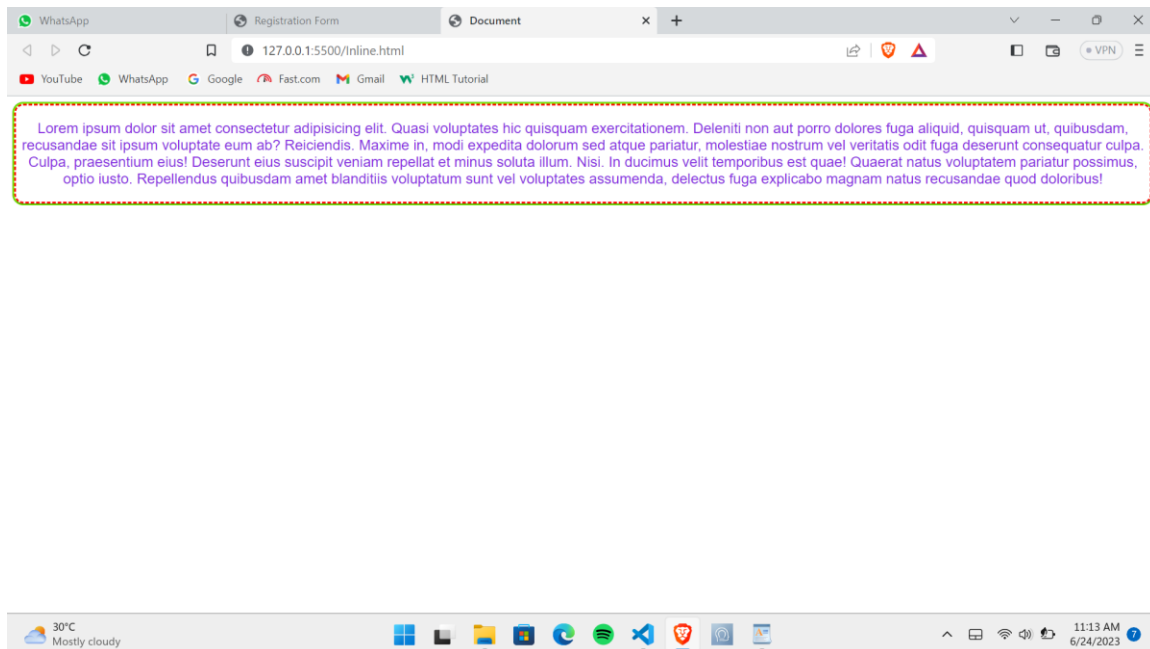 WhatsApp
Registration Form
Document
127.0.0.1:5500/Inline.html
VPN
YouTube WhatsApp Google Fast.com Gmail HTML Tutorial
Lorem ipsum dolor sit amet consectetur adipisicing elit. Quasi voluptates hic quisquam exercitationem. Deleniti non aut porro dolores fuga aliquid, quisquam ut, quibusdam,
recusandae sit ipsum voluptate eum ab? Reiciendis. Maxime in, modi expedita dolorum sed atque pariatur, molestiae nostrum vel veritatis odit fuga deserunt consequatur culpa.
Culpa, praesentium eius! Deserunt eius suscipit veniam repellat et minus soluta illum. Nisi. In ducimus velit temporibus est quae! Quaerat natus voluptatem pariatur possimus,
optio iusto. Repellendus quibusdam amet blanditiis voluptatum sunt vel voluptates assumenda, delectus fuga explicabo magnam natus recusandae quod doloribus!
30°C
Mostly cloudy
11:13 AM
6/24/2023
7